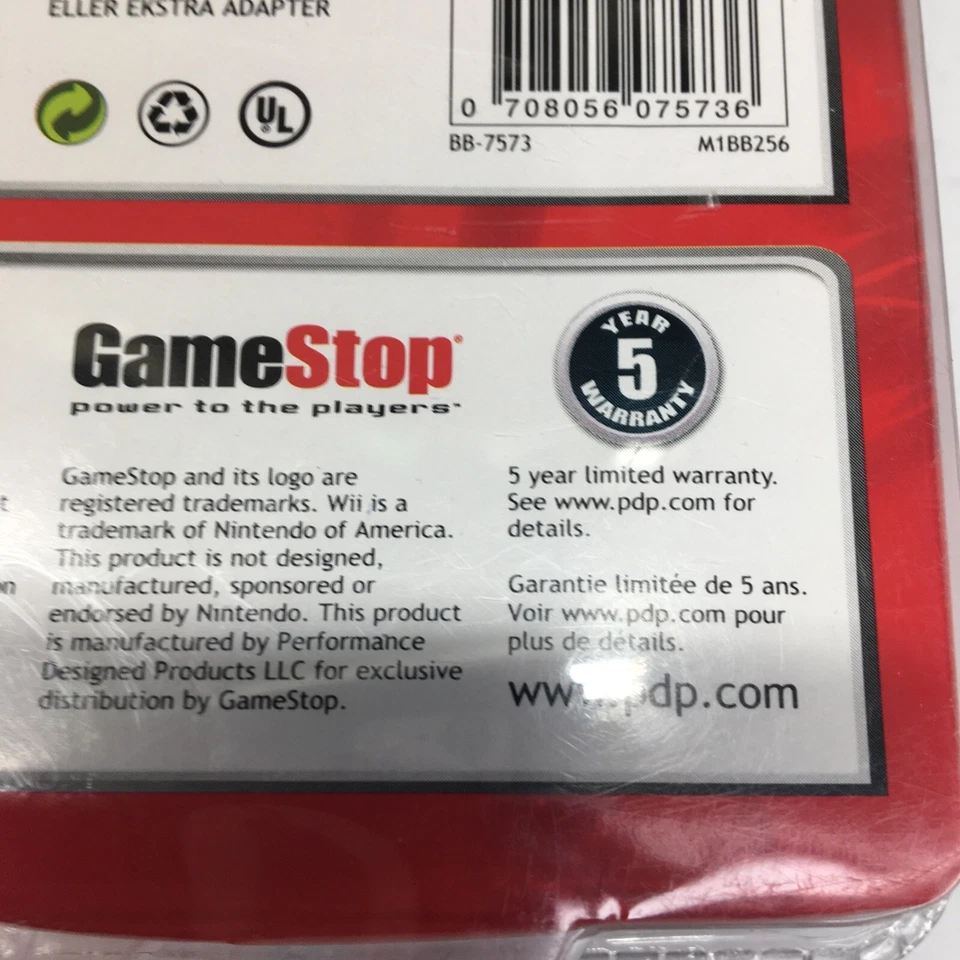 ELLER EKSTRA ADAPTER
UL
0 708056 075736
BB-7573 M1BB256
GameStop
power to the players
YEAR
5
WARRANTY
GameStop and its logo are
registered trademarks. Wii is a
trademark of Nintendo of America.
This product is not designed,
manufactured, sponsored or
endorsed by Nintendo. This product
is manufactured by Performance
Designed Products LLC for exclusive
distribution by GameStop.
5 year limited warranty.
See www.pdp.com for
details.
Garantie limitée de 5 ans.
Voir www.pdp.com pour
plus de détails.
www.pdp.com